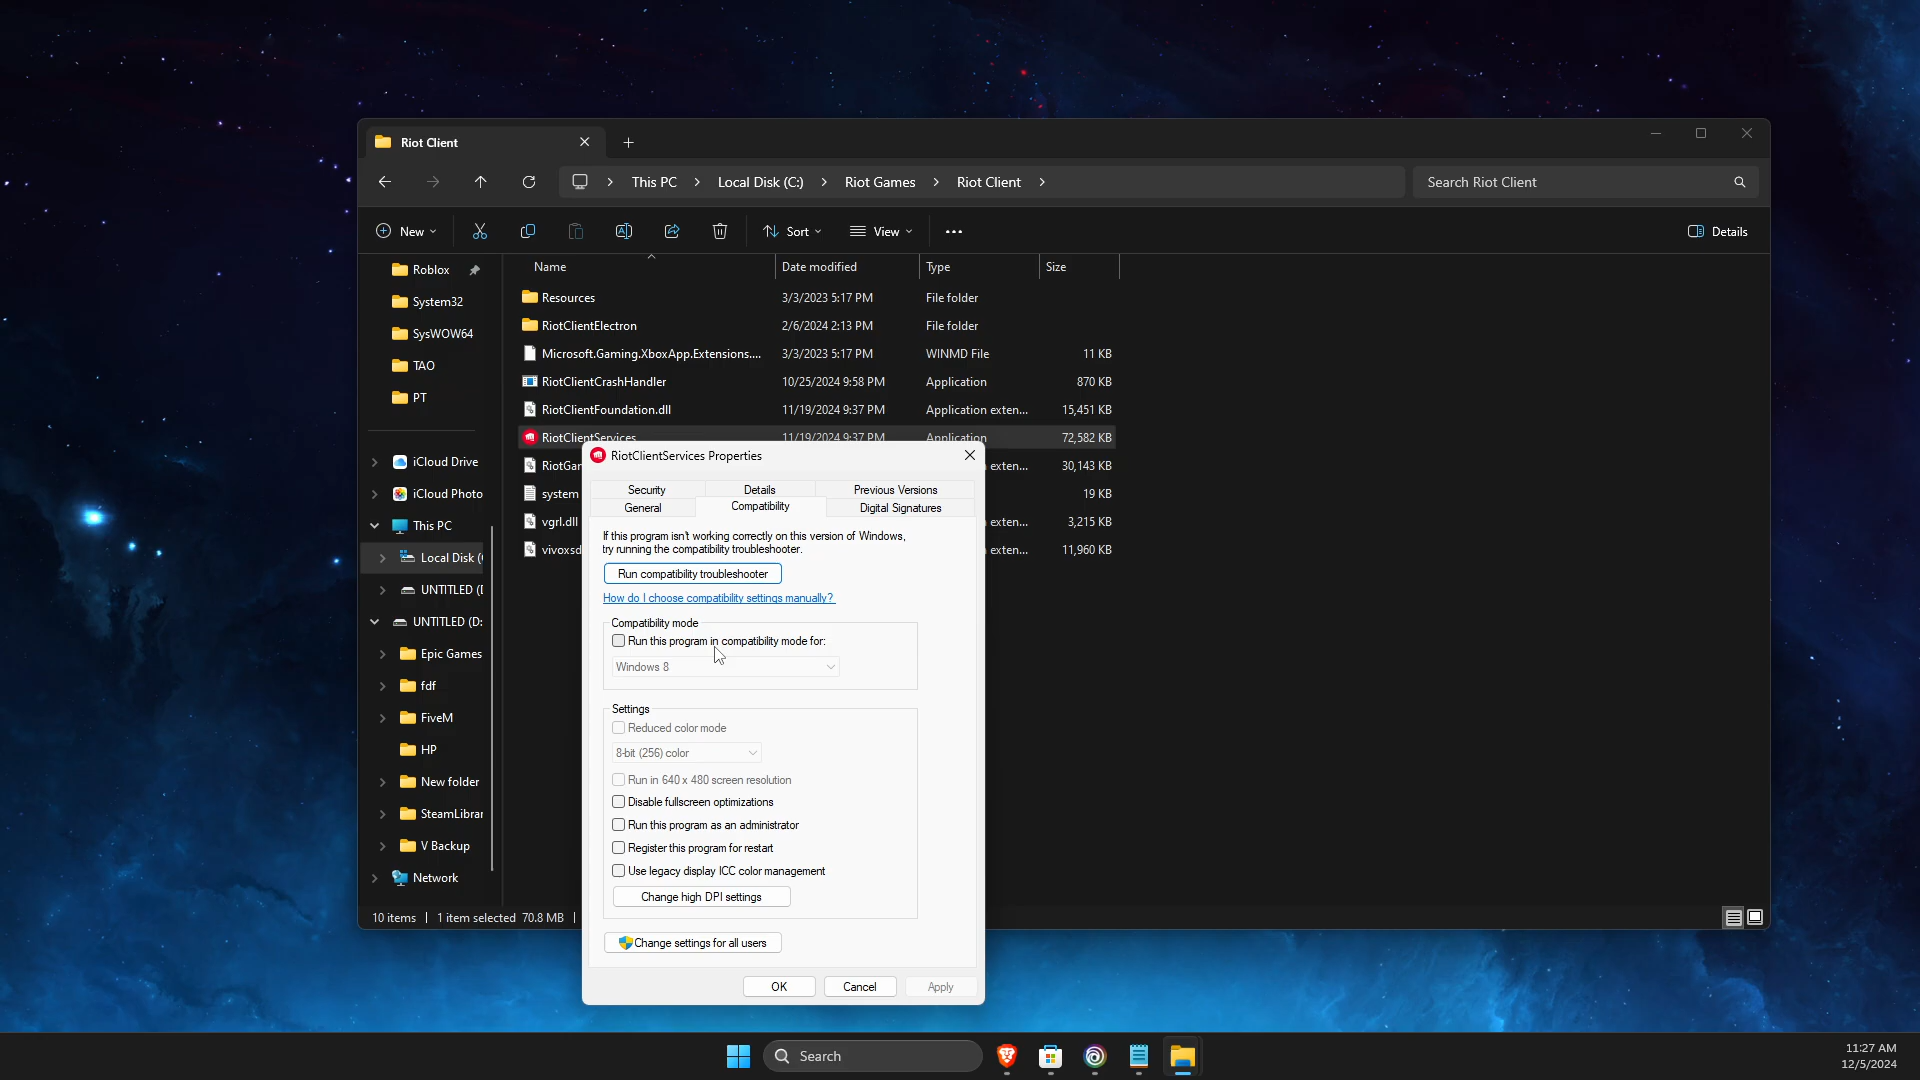 Riot Client
This PC
Local Disk (C:)
Riot Games
Riot Client
Search Riot Client
New
Sort
View
Details
Name
Date modified
Type
Size
Resources 3/3/2023 5:17 PM File folder
RiotClientElectron 2/6/2024 2:13 PM File folder
Microsoft.Gaming.XboxApp.Extensions.... 3/3/2023 5:17 PM WINMD File 11 KB
RiotClientCrashHandler 10/25/2024 9:58 PM Application 870 KB
RiotClientFoundation.dll 11/19/2024 9:37 PM Application exten... 15,451 KB
RiotClientServices 11/19/2024 9:37 PM Application 72,582 KB
RiotGar exten... 30,143 KB
system 19 KB
vgrl.dll exten... 3,215 KB
vivoxsd exten... 11,960 KB
Roblox
System32
SysWOW64
TAO
PT
iCloud Drive
iCloud Photo
This PC
Local Disk (
UNTITLED (
UNTITLED (D:
Epic Games
fdf
FiveM
HP
New folder
SteamLibrar
V Backup
Network
10 items
1 item selected 70.8 MB
RiotClientServices Properties
Security
Details
Previous Versions
General
Compatibility
Digital Signatures
If this program isn't working correctly on this version of Windows,
try running the compatibility troubleshooter.
Run compatibility troubleshooter
How do I choose compatibility settings manually?
Compatibility mode
Run this program in compatibility mode for:
Windows 8
Settings
Reduced color mode
8-bit (256) color
Run in 640 x 480 screen resolution
Disable fullscreen optimizations
Run this program as an administrator
Register this program for restart
Use legacy display ICC color management
Change high DPI settings
Change settings for all users
OK
Cancel
Apply
Search
11:27 AM
12/5/2024